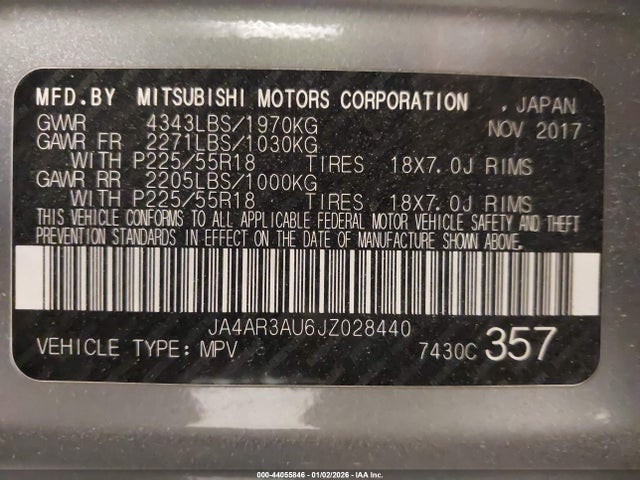 MFD.BY MITSUBISHI MOTORS CORPORATION , JAPAN
GVWR 4343LBS/1970KG NOV 2017
GAWR FR 2271LBS/1030KG
WITH P225/55R18 TIRES 18X7.0J RIMS
GAWR RR 2205LBS/1000KG
WITH P225/55R18 TIRES 18X7.0J RIMS
THIS VEHICLE CONFORMS TO ALL APPLICABLE FEDERAL MOTOR VEHICLE SAFETY AND THEFT
PREVENTION STANDARDS IN EFFECT ON THE DATE OF MANUFACTURE SHOWN ABOVE.
JA4AR3AU6JZ028440
VEHICLE TYPE: MPV 7430C 357
000-44055846 - 01/02/2026 - IAA Inc.